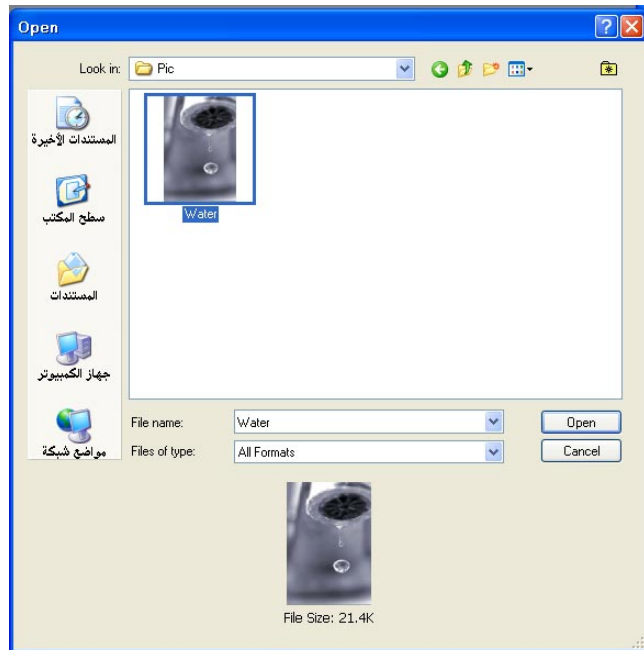 Open
Look in:
Pic
المستندات الأخيرة
سطح المكتب
المستندات
جهاز الكمبيوتر
مواضع شبكة
Water
File name:
Water
Open
Files of type:
All Formats
Cancel
File Size: 21.4K